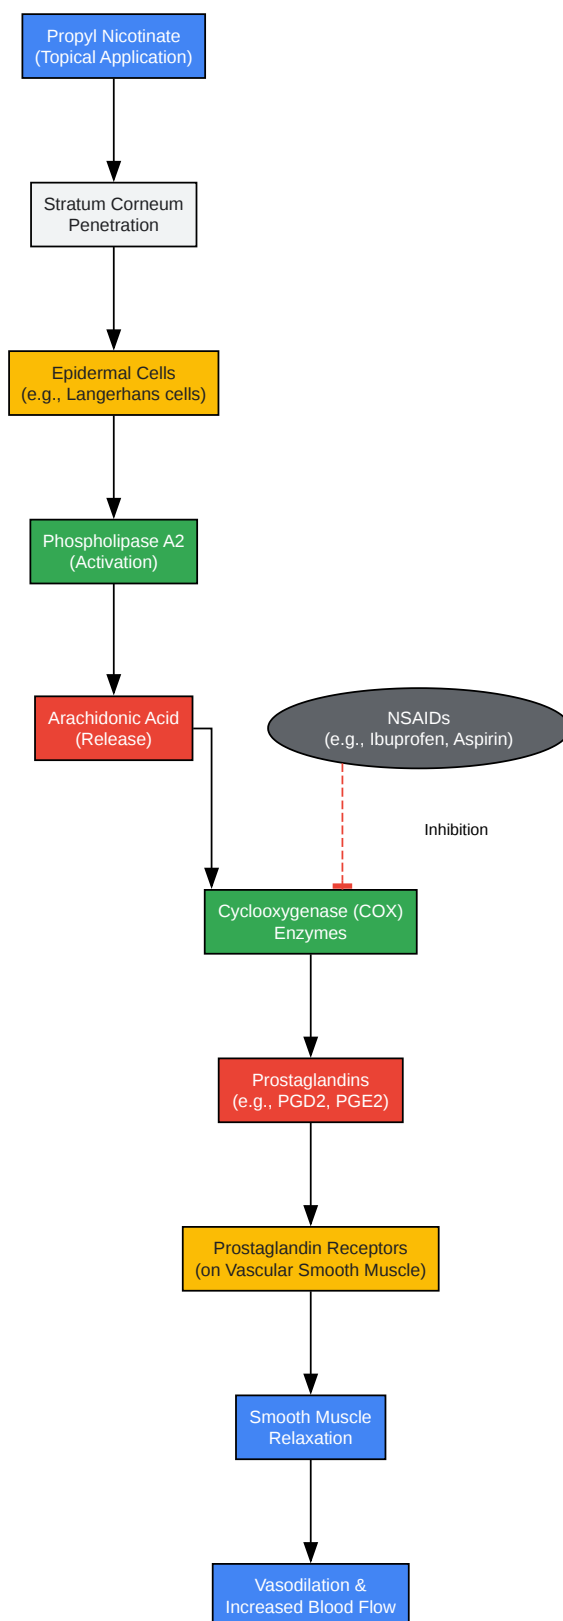 Propyl Nicotinate
(Topical Application)
Stratum Corneum
Penetration
Epidermal Cells
(e.g., Langerhans cells)
Phospholipase A2
(Activation)
Arachidonic Acid
(Release)
NSAIDs
(e.g., Ibuprofen, Aspirin)
Inhibition
Cyclooxygenase (COX)
Enzymes
Prostaglandins
(e.g., PGD2, PGE2)
Prostaglandin Receptors
(on Vascular Smooth Muscle)
Smooth Muscle
Relaxation
Vasodilation &
Increased Blood Flow